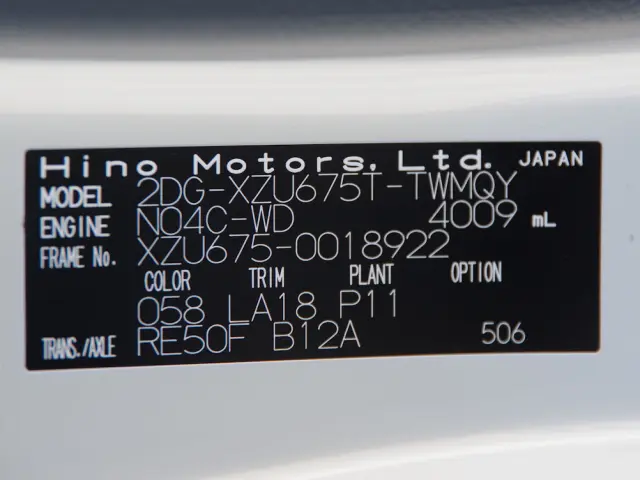 Hino Motors, Ltd. JAPAN
MODEL 2DG-XZU675T-TWMQY
ENGINE N04C-WD 4009 mL
FRAME No. XZU675-0018922
COLOR TRIM PLANT OPTION
058 LA18 P11
TRANS./AXLE RE50F B12A 506